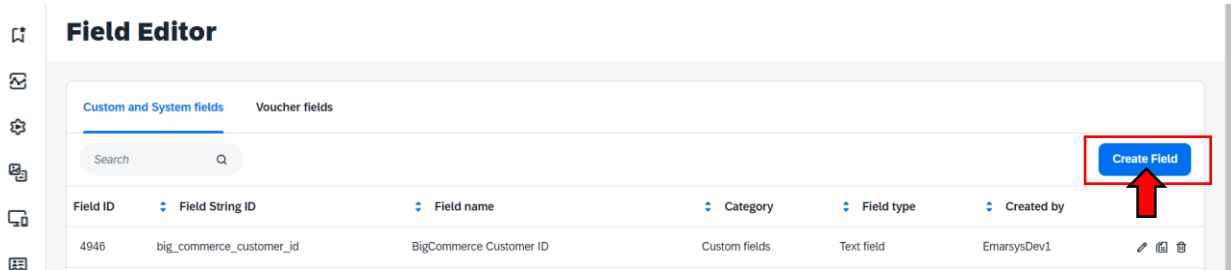 Field Editor
Custom and System fields Voucher fields
Search Create Field
Field ID Field String ID Field name Category Field type Created by
4946 big_commerce_customer_id BigCommerce Customer ID Custom fields Text field EmarsysDev1